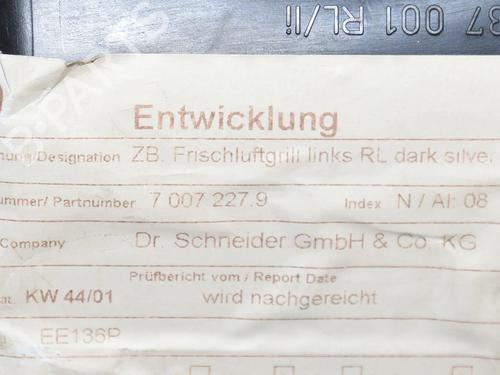 87 001 RL/li
Entwicklung
nung/Designation ZB. Frischluftgrill links RL dark silver
ummer/ Partnumber 7 007 227.9 Index N / AI: 08
Company Dr. Schneider GmbH & Co. KG
Prüfbericht vom / Report Date
at. KW 44/01 wird nachgereicht
EE136P
B-PARTS